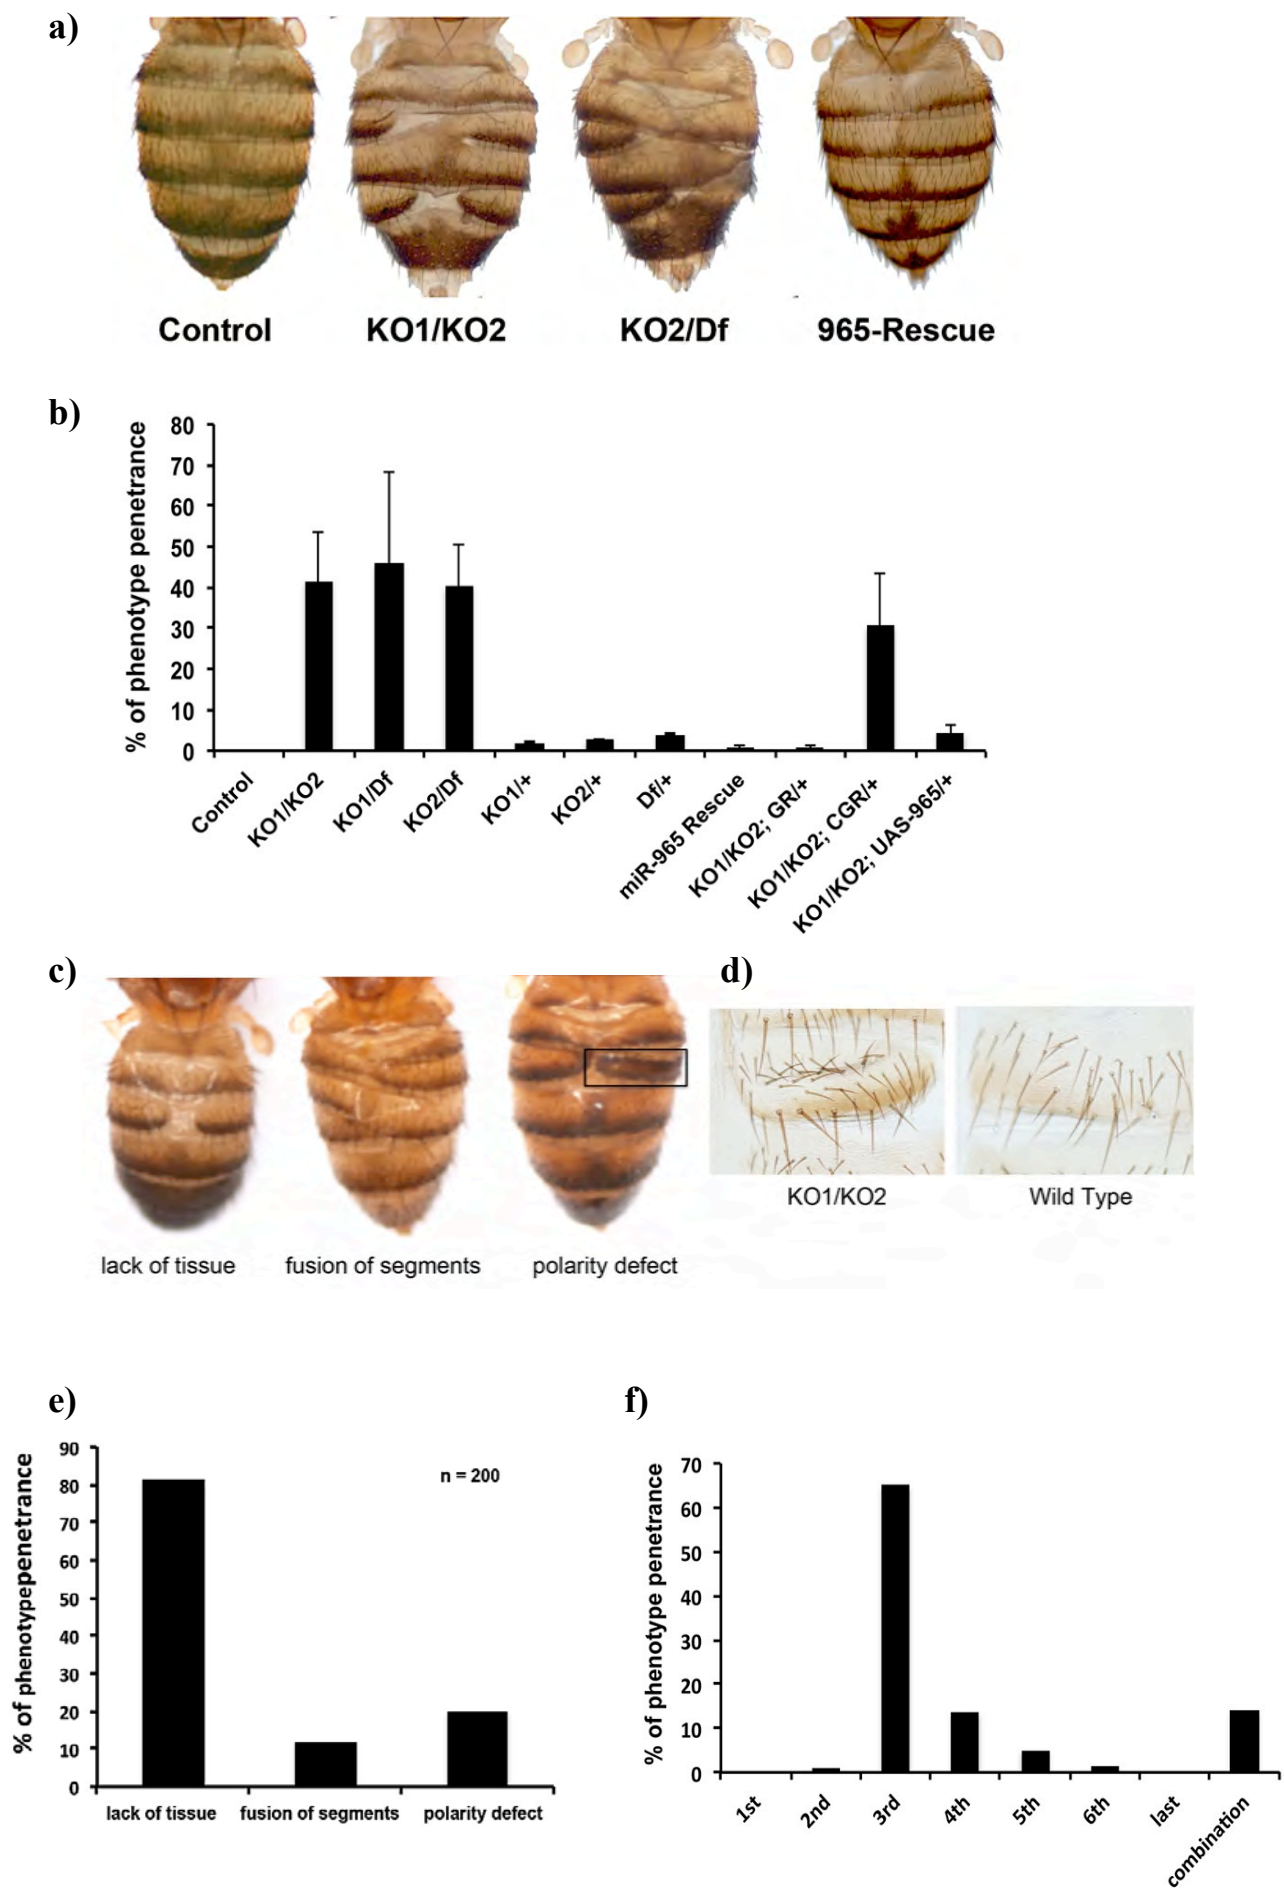 a)
Control
KO1/KO2
KO2/Df
965-Rescue
b)
% of phenotype penetrance
80
70
60
50
40
30
20
10
0
Control
KO1/KO2
KO1/Df
KO2/Df
KO1/+
KO2/+
Df/+
miR-965 Rescue
KO1/KO2; GR/+
KO1/KO2; CGR/+
KO1/KO2; UAS-965/+
c)
lack of tissue
fusion of segments
polarity defect
d)
KO1/KO2
Wild Type
e)
% of phenotypepenetrance
90
80
70
60
50
40
30
20
10
0
n = 200
lack of tissue
fusion of segments
polarity defect
f)
% of phenotype penetrance
70
60
50
40
30
20
10
0
1st
2nd
3rd
4th
5th
6th
last
combination